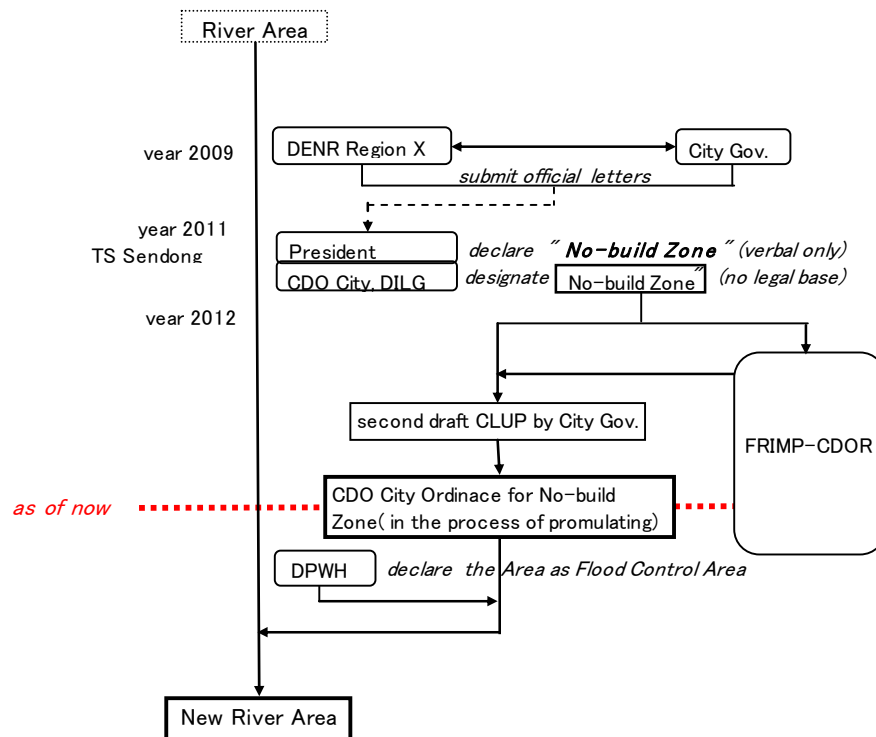 River Area
year 2009
DENR Region X
City Gov.
submit official letters
year 2011
TS Sendong
President
declare " No-build Zone " (verbal only)
CDO City, DILG
designate No-build Zone" (no legal base)
year 2012
second draft CLUP by City Gov.
FRIMP-CDOR
CDO City Ordinace for No-build
Zone( in the process of promulating)
as of now
DPWH
declare the Area as Flood Control Area
New River Area